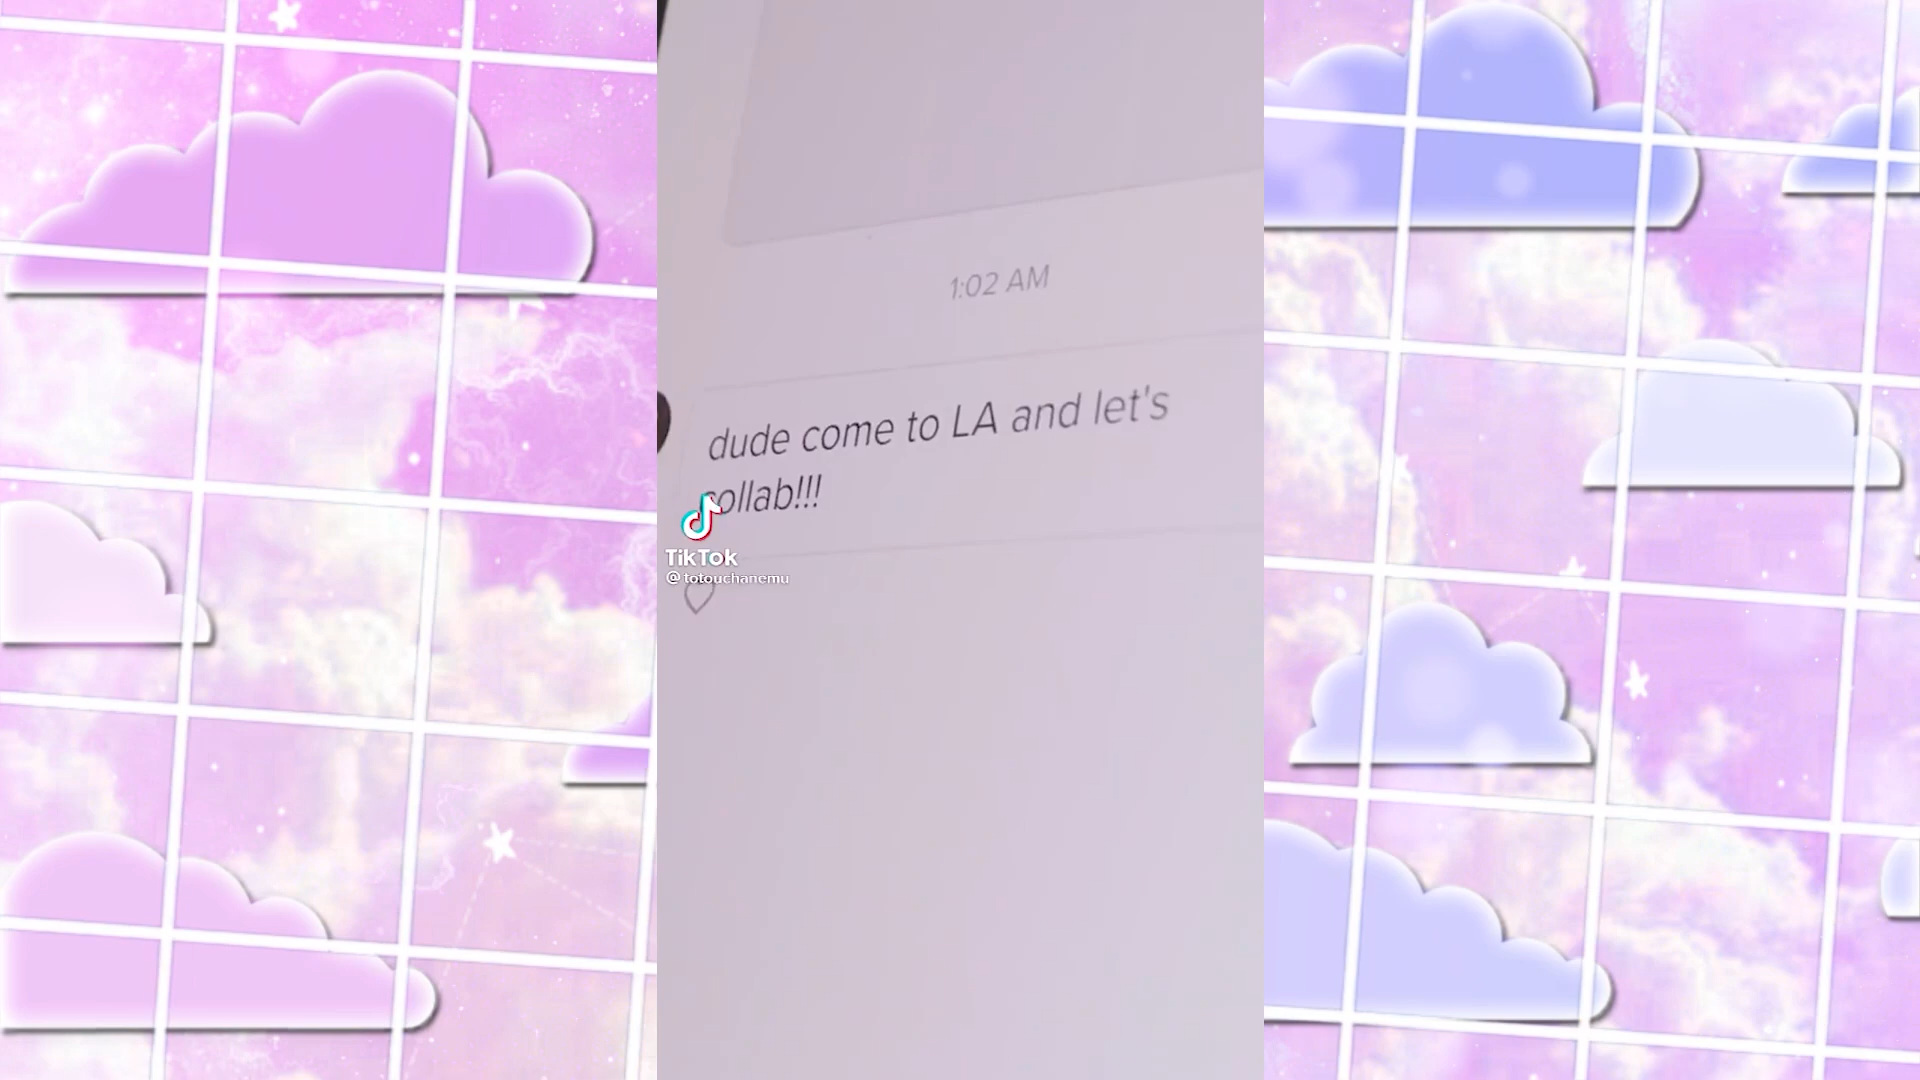 1:02 AM
dude come to LA and let's
collab!!!
TikTok
@totouchanemu